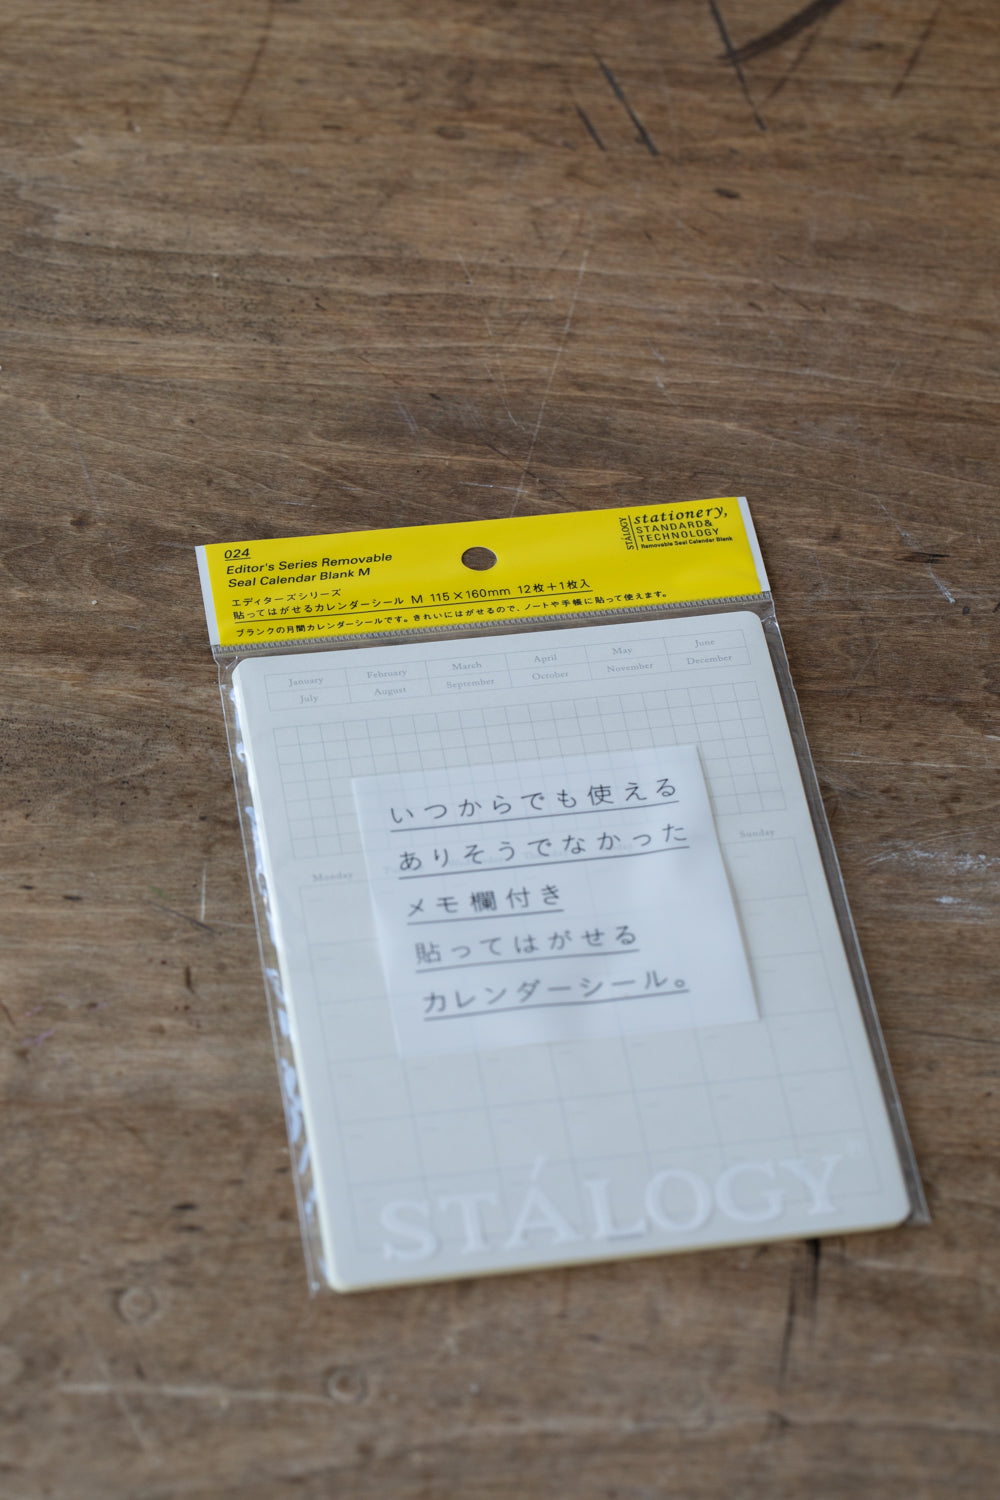 024
Editor's Series Removable
Seal Calendar Blank M
エディターズシリーズ
貼ってはがせるカレンダーシール M 115×160mm 12枚+1枚入
ブランクの月間カレンダーシールです。きれいにはがせるので、ノートや手帳に貼って使えます。
STÁLOGY
stationery,
STANDARD&
TECHNOLOGY
Removable Seal Calendar Blank
January February March April May June
July August September October November December
いつからでも使える
ありそうでなかった
メモ欄付き
貼ってはがせる
カレンダーシール。
Monday Sunday
STÁLOGY®